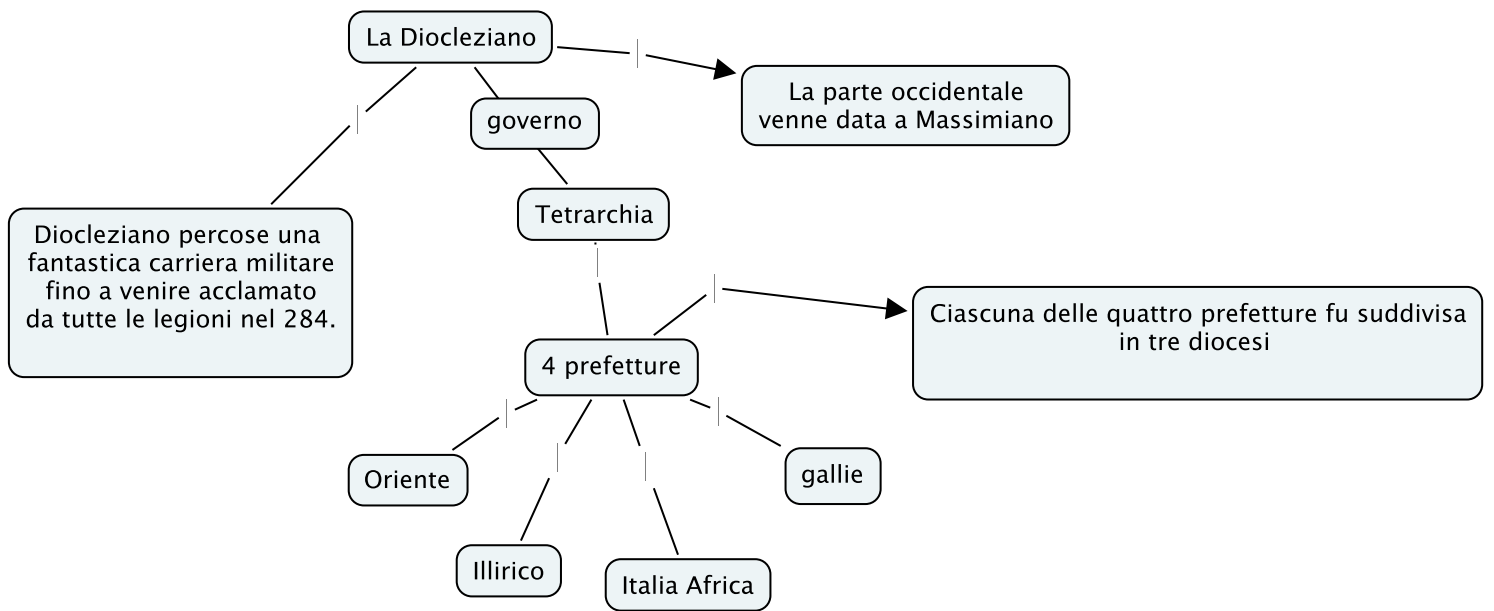 La Diocleziano
La parte occidentale
venne data a Massimiano
governo
Tetrarchia
Diocleziano percose una
fantastica carriera militare
fino a venire acclamato
da tutte le legioni nel 284.
Ciascuna delle quattro prefetture fu suddivisa
in tre diocesi
4 prefetture
Oriente
gallie
Illirico
Italia Africa